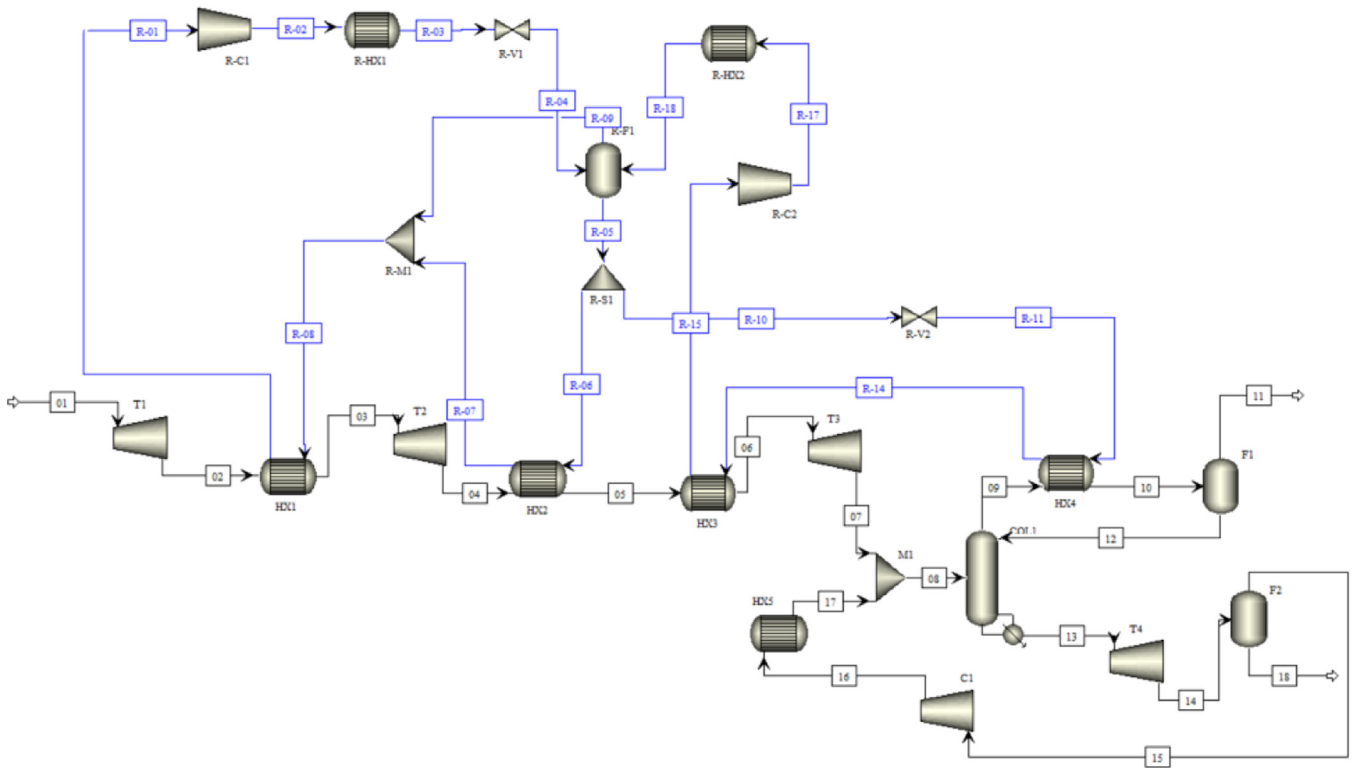 R-01
R-02
R-03
R-C1
R-HX1
R-V1
R-HX2
R-04
R-18
R-17
R-09
R-F1
R-C2
R-05
R-M1
R-S1
R-08
R-15
R-10
R-V2
R-11
R-06
R-14
R-07
01
T1
03
T2
T3
11
02
HX1
04
HX2
05
HX3
06
09
HX4
10
F1
07
COL1
12
M1
08
HX5
17
F2
13
T4
16
C1
14
18
15